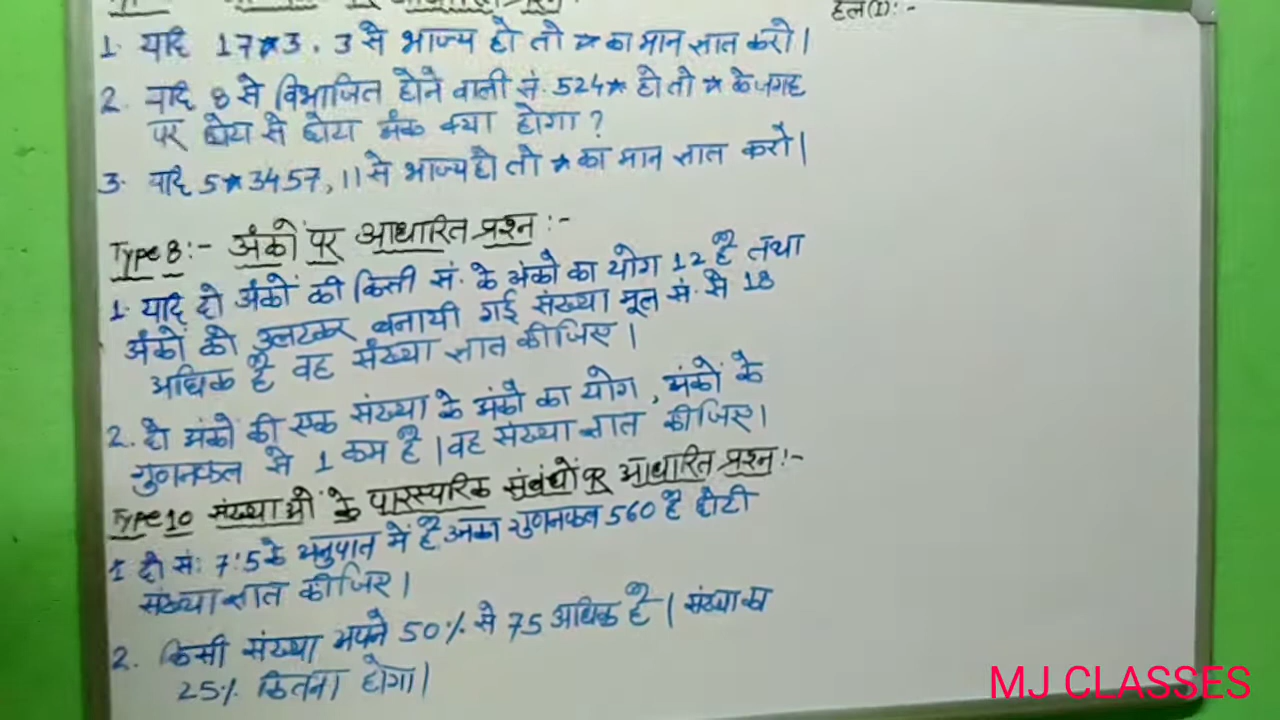 पर आधारित प्रश्न:-
हल(1):-
1. यदि 17*3, 3 से भाज्य हो तो * का मान ज्ञात करो।
2. यदि 8 से विभाजित होने वाली सं. 524* हो तो * के जगह
पर छोटा से छोटा अंक क्या होगा?
3. यदि 5*3457, 11 से भाज्य हो तो * का मान ज्ञात करो।
Type 8:- अंकों पर आधारित प्रश्न:-
1. यदि दो अंकों की किसी सं. के अंकों का योग 12 है तथा
अंकों को उलटकर बनायी गई संख्या मूल सं. से 18
अधिक है वह संख्या ज्ञात कीजिए।
2. दो अंकों की एक संख्या के अंकों का योग, अंकों के
गुणनफल से 1 कम है। वह संख्या ज्ञात कीजिए।
Type 10 संख्याओं के पारस्परिक संबंधों पर आधारित प्रश्न:-
1 दो सं. 7:5 के अनुपात में है उनका गुणनफल 560 है छोटी
संख्या ज्ञात कीजिए।
2. किसी संख्या अपने 50% से 75 अधिक है। संख्या का
25% कितना होगा।
MJ CLASSES